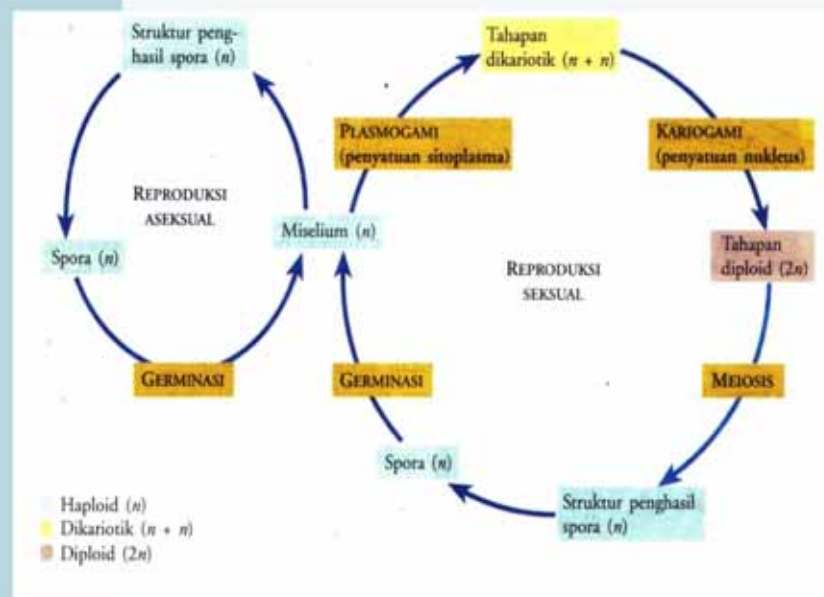 Struktur peng-
hasil spora (n)
REPRODUKSI
ASEKSUAL
Spora (n)
Miselium (n)
GERMINASI
Tahapan
dikariotik (n + n)
PLASMOGAMI
(penyatuan sitoplasma)
KARIOGAMI
(penyatuan nukleus)
Tahapan
diploid (2n)
REPRODUKSI
SEKSUAL
MEIOSIS
GERMINASI
Spora (n)
Struktur penghasil
spora (n)
Haploid (n)
Dikariotik (n + n)
Diploid (2n)